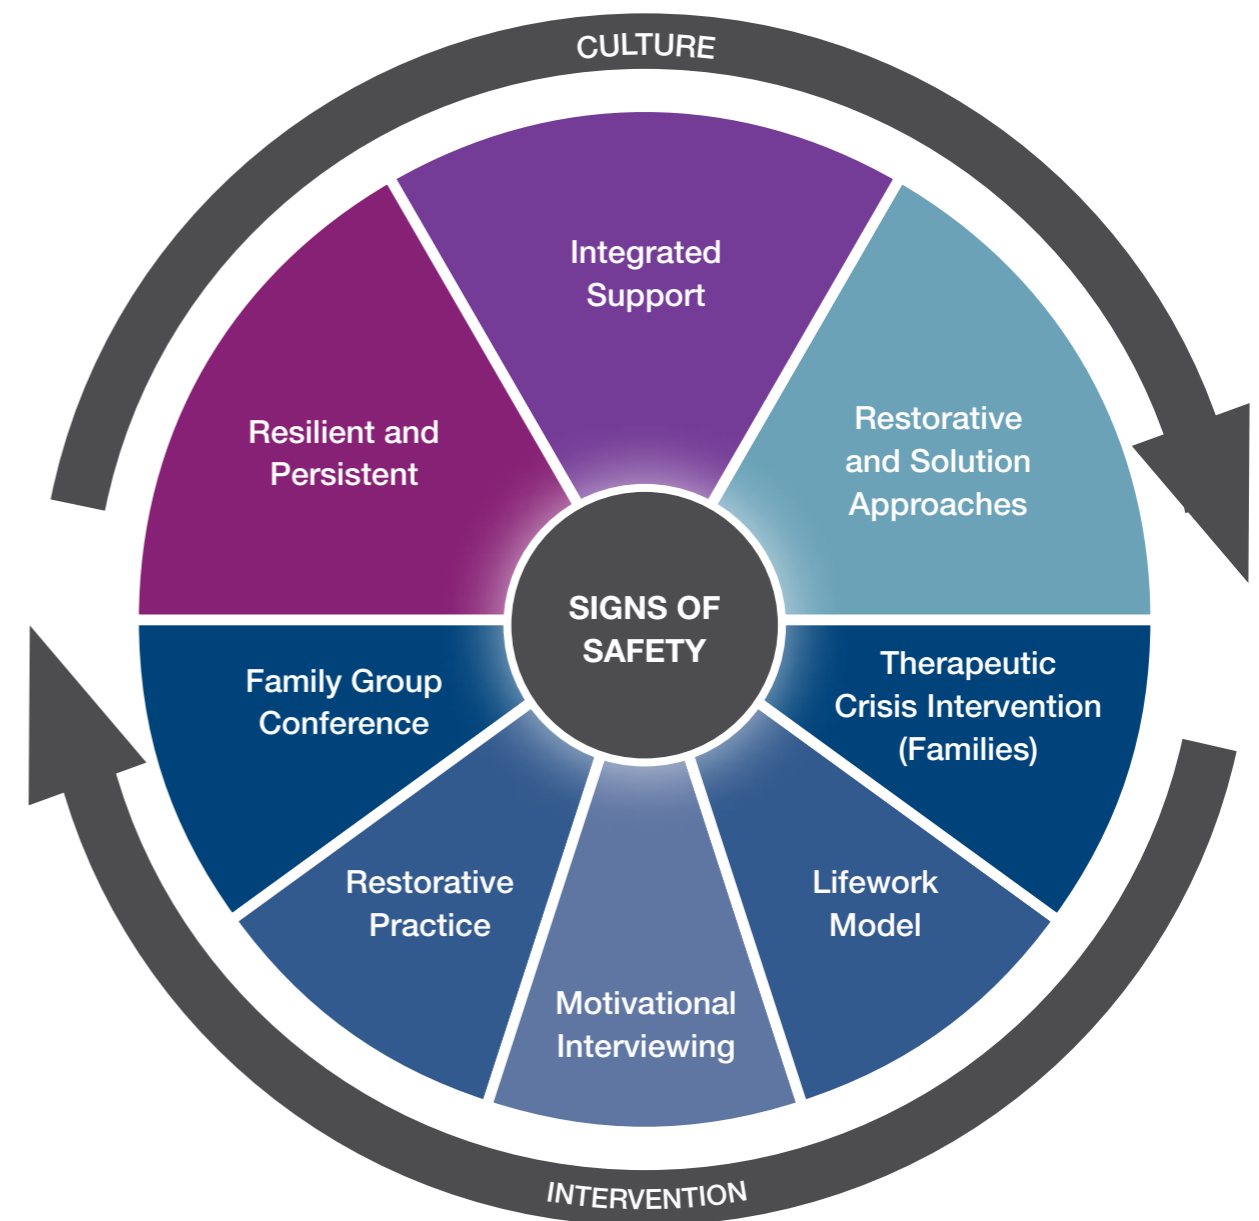 CULTURE
Integrated
Support
Resilient and
Persistent
Restorative
and Solution
Approaches
SIGNS OF
SAFETY
Family Group
Conference
Therapeutic
Crisis Intervention
(Families)
Restorative
Practice
Lifework
Model
Motivational
Interviewing
INTERVENTION